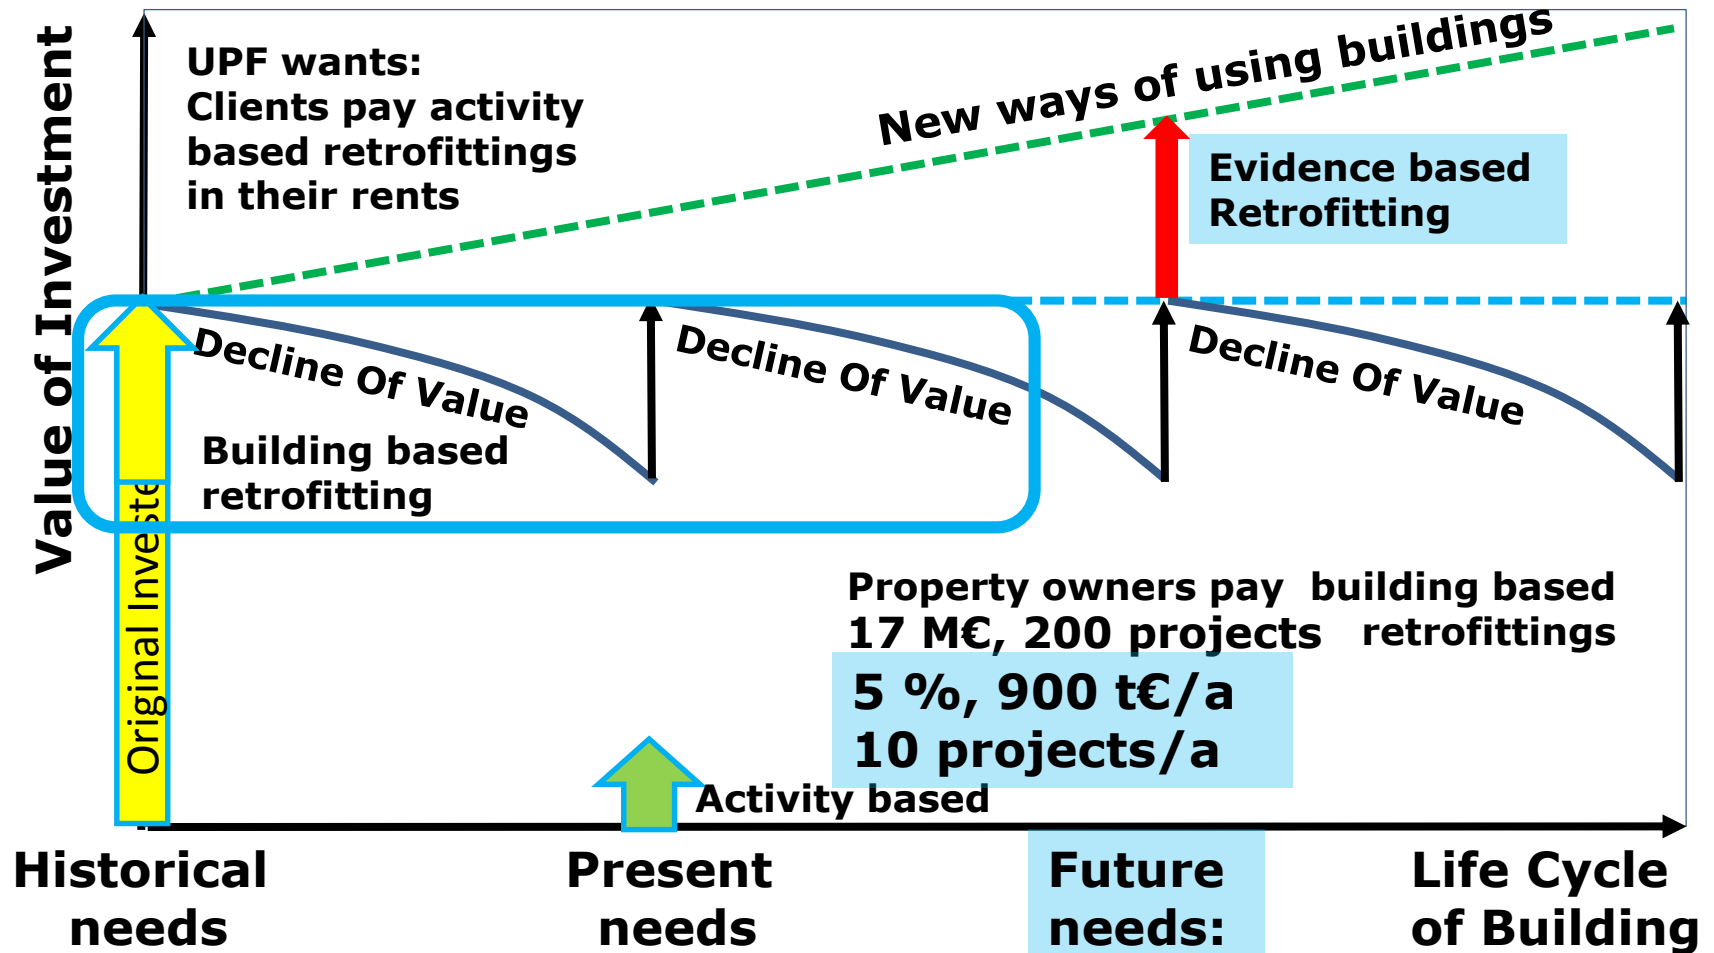 Value of Investment
UPF wants:
Clients pay activity
based retrofittings
in their rents
New ways of using buildings
Evidence based
Retrofitting
Decline Of Value
Decline Of Value
Decline Of Value
Building based
retrofitting
Original Investe
Property owners pay building based
17 M€, 200 projects retrofittings
5 %, 900 t€/a
10 projects/a
Activity based
Historical
needs
Present
needs
Future
needs:
Life Cycle
of Building